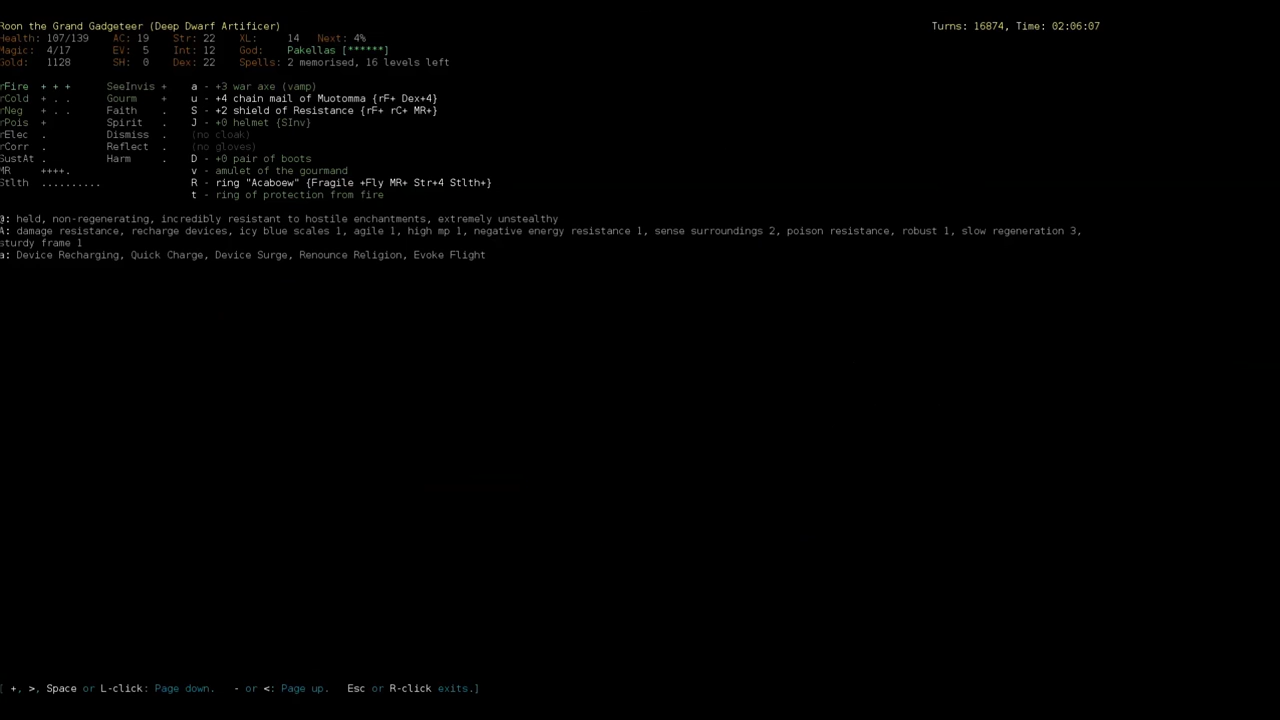 Roon the Grand Gadgeteer (Deep Dwarf Artificer) Turns: 16874, Time: 02:06:07
Health: 107/139 AC: 19 Str: 22 XL: 14 Next: 4%
Magic: 4/17 EV: 5 Int: 12 God: Pakellas [******]
Gold: 1128 SH: 0 Dex: 22 Spells: 2 memorised, 16 levels left
rFire + + + SeeInvis + a - +3 war axe (vamp)
rCold + . . Gourm + u - +4 chain mail of Muotomma {rF+ Dex+4}
rNeg + . . Faith . S - +2 shield of Resistance {rF+ rC+ MR+}
rPois + Spirit . J - +0 helmet {SInv}
rElec . Dismiss . (no cloak)
rCorr . Reflect . (no gloves)
SustAt . Harm . D - +0 pair of boots
MR ++++. v - amulet of the gourmand
Stlth .......... R - ring "Acaboew" {Fragile +Fly MR+ Str+4 Stlth+}
t - ring of protection from fire
@: held, non-regenerating, incredibly resistant to hostile enchantments, extremely unstealthy
A: damage resistance, recharge devices, icy blue scales 1, agile 1, high mp 1, negative energy resistance 1, sense surroundings 2, poison resistance, robust 1, slow regeneration 3,
sturdy frame 1
a: Device Recharging, Quick Charge, Device Surge, Renounce Religion, Evoke Flight
[ +, >, Space or L-click: Page down. - or <: Page up. Esc or R-click exits.]